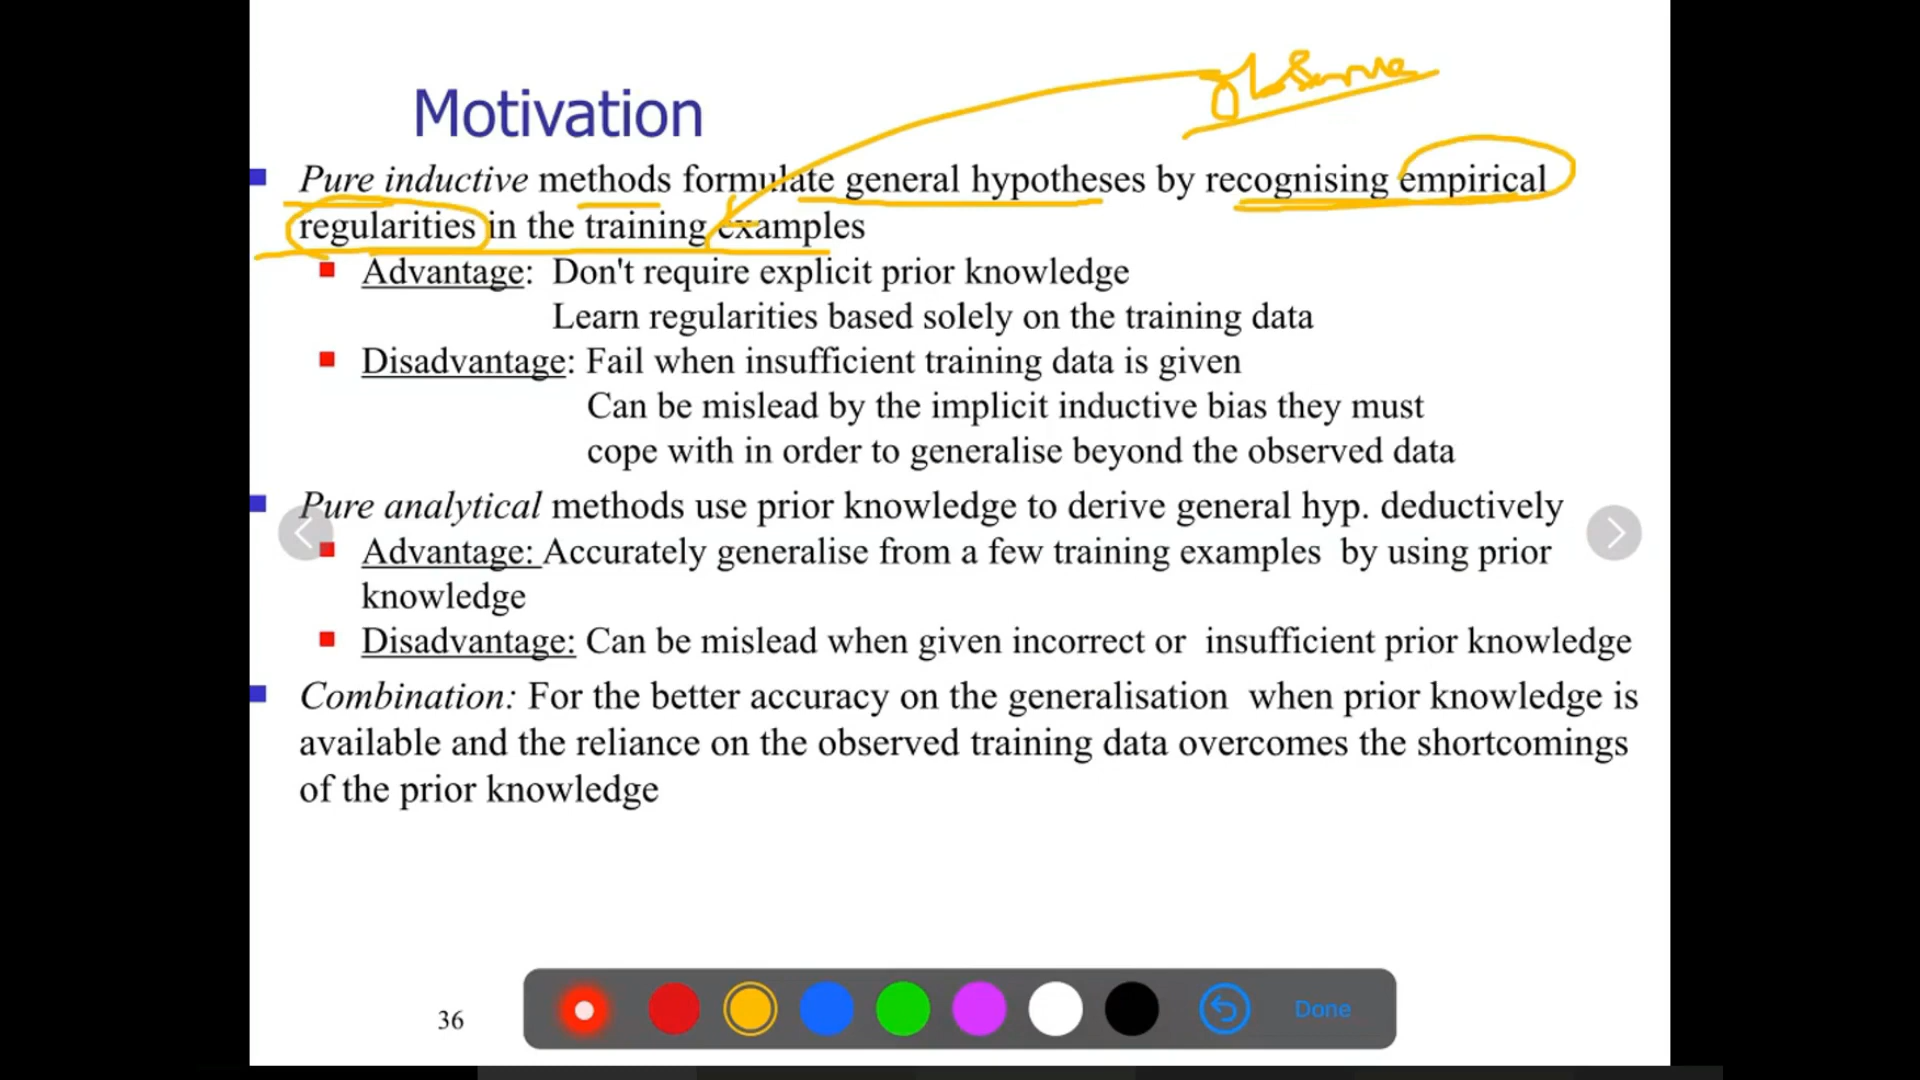 observe
Motivation
Pure inductive methods formulate general hypotheses by recognising empirical
regularities in the training examples
Advantage: Don't require explicit prior knowledge
Learn regularities based solely on the training data
Disadvantage: Fail when insufficient training data is given
Can be mislead by the implicit inductive bias they must
cope with in order to generalise beyond the observed data
Pure analytical methods use prior knowledge to derive general hyp. deductively
Advantage: Accurately generalise from a few training examples by using prior
knowledge
Disadvantage: Can be mislead when given incorrect or insufficient prior knowledge
Combination: For the better accuracy on the generalisation when prior knowledge is
available and the reliance on the observed training data overcomes the shortcomings
of the prior knowledge
36
Done